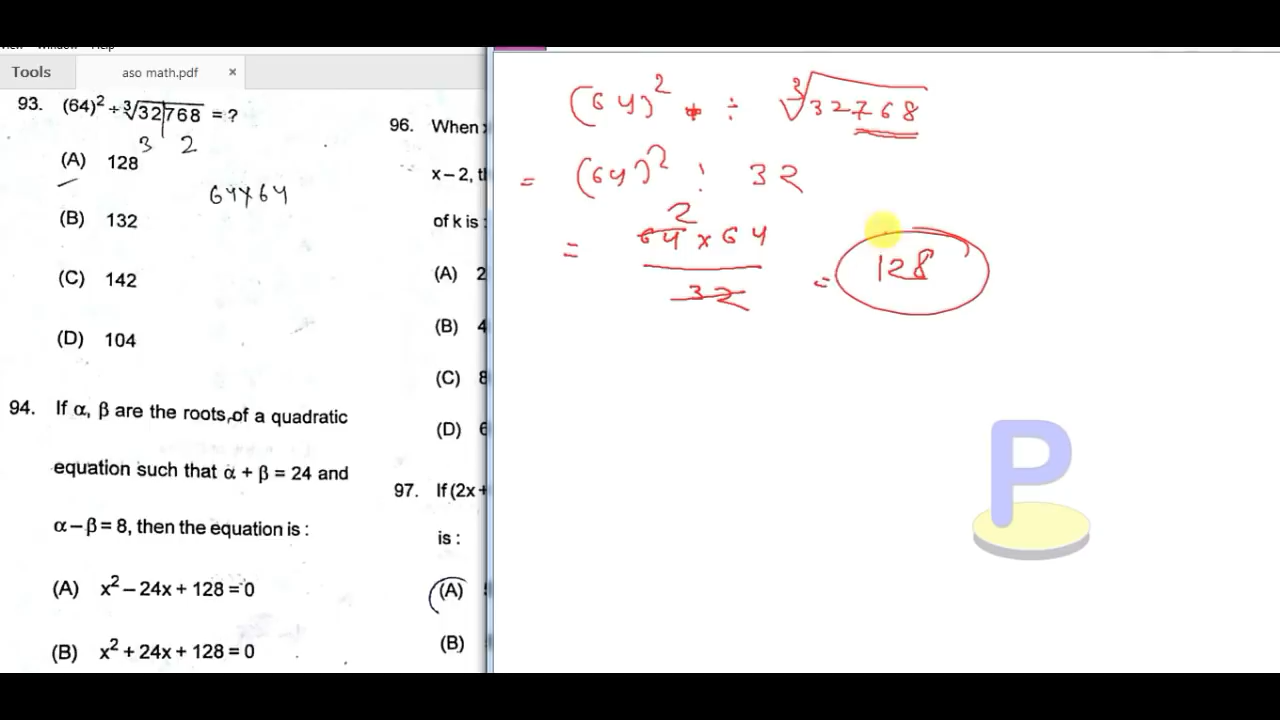 Tools
aso math.pdf ×
93. (64)² ÷ ∛32768 = ?
3 2
(A) 128
64×64
(B) 132
(C) 142
(D) 104
94. If α, β are the roots of a quadratic
equation such that α + β = 24 and
α – β = 8, then the equation is :
(A) x² – 24x + 128 = 0
(B) x² + 24x + 128 = 0
96. When
x – 2, t
of k is :
(A) 2
(B) 4
(C) 8
(D) 6
97. If (2x +
is :
(A)
(B)
(64)² ÷ ∛32768
= (64)² ÷ 32
2
= 64 × 64
32
= 128
P